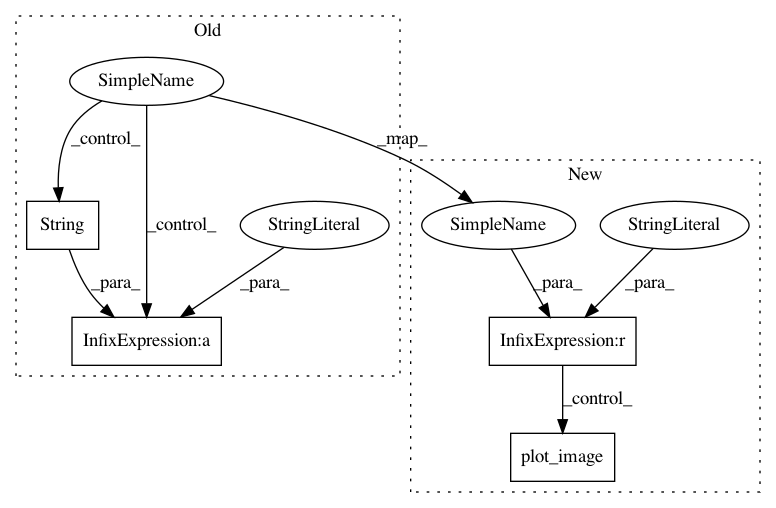 Old
SimpleName
_control_
_map_
New
String
_control_
StringLiteral
SimpleName
StringLiteral
_para_
_para_
_para_
_para_
InfixExpression:a
InfixExpression:r
_control_
plot_image